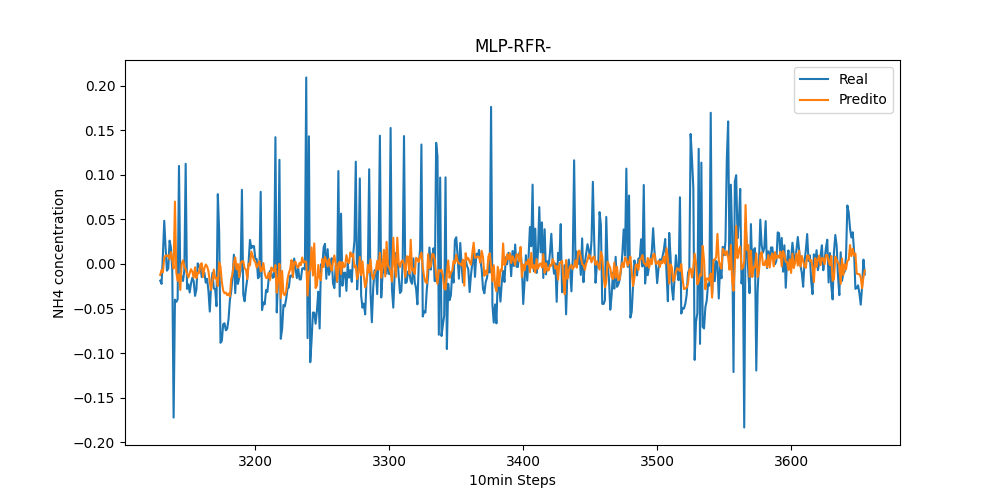 MLP-RFR-
Real
Predito
NH4 concentration
0.20
0.15
0.10
0.05
0.00
−0.05
−0.10
−0.15
−0.20
3200 3300 3400 3500 3600
10min Steps